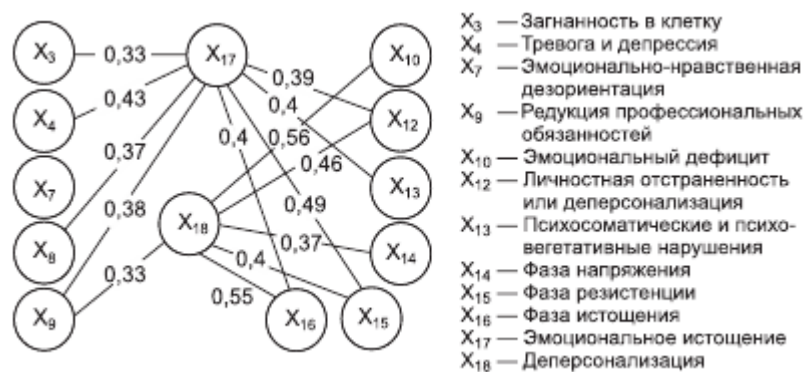 X3
X4
X7
X8
X9
X17
X18
X16
X15
X10
X12
X13
X14
0,33
0,43
0,37
0,38
0,33
0,39
0,4
0,56
0,4
0,46
0,49
0,37
0,4
0,55
X3 — Загнанность в клетку
X4 — Тревога и депрессия
X7 — Эмоционально-нравственная
дезориентация
X9 — Редукция профессиональных
обязанностей
X10 — Эмоциональный дефицит
X12 — Личностная отстраненность
или деперсонализация
X13 — Психосоматические и психо-
вегетативные нарушения
X14 — Фаза напряжения
X15 — Фаза резистенции
X16 — Фаза истощения
X17 — Эмоциональное истощение
X18 — Деперсонализация